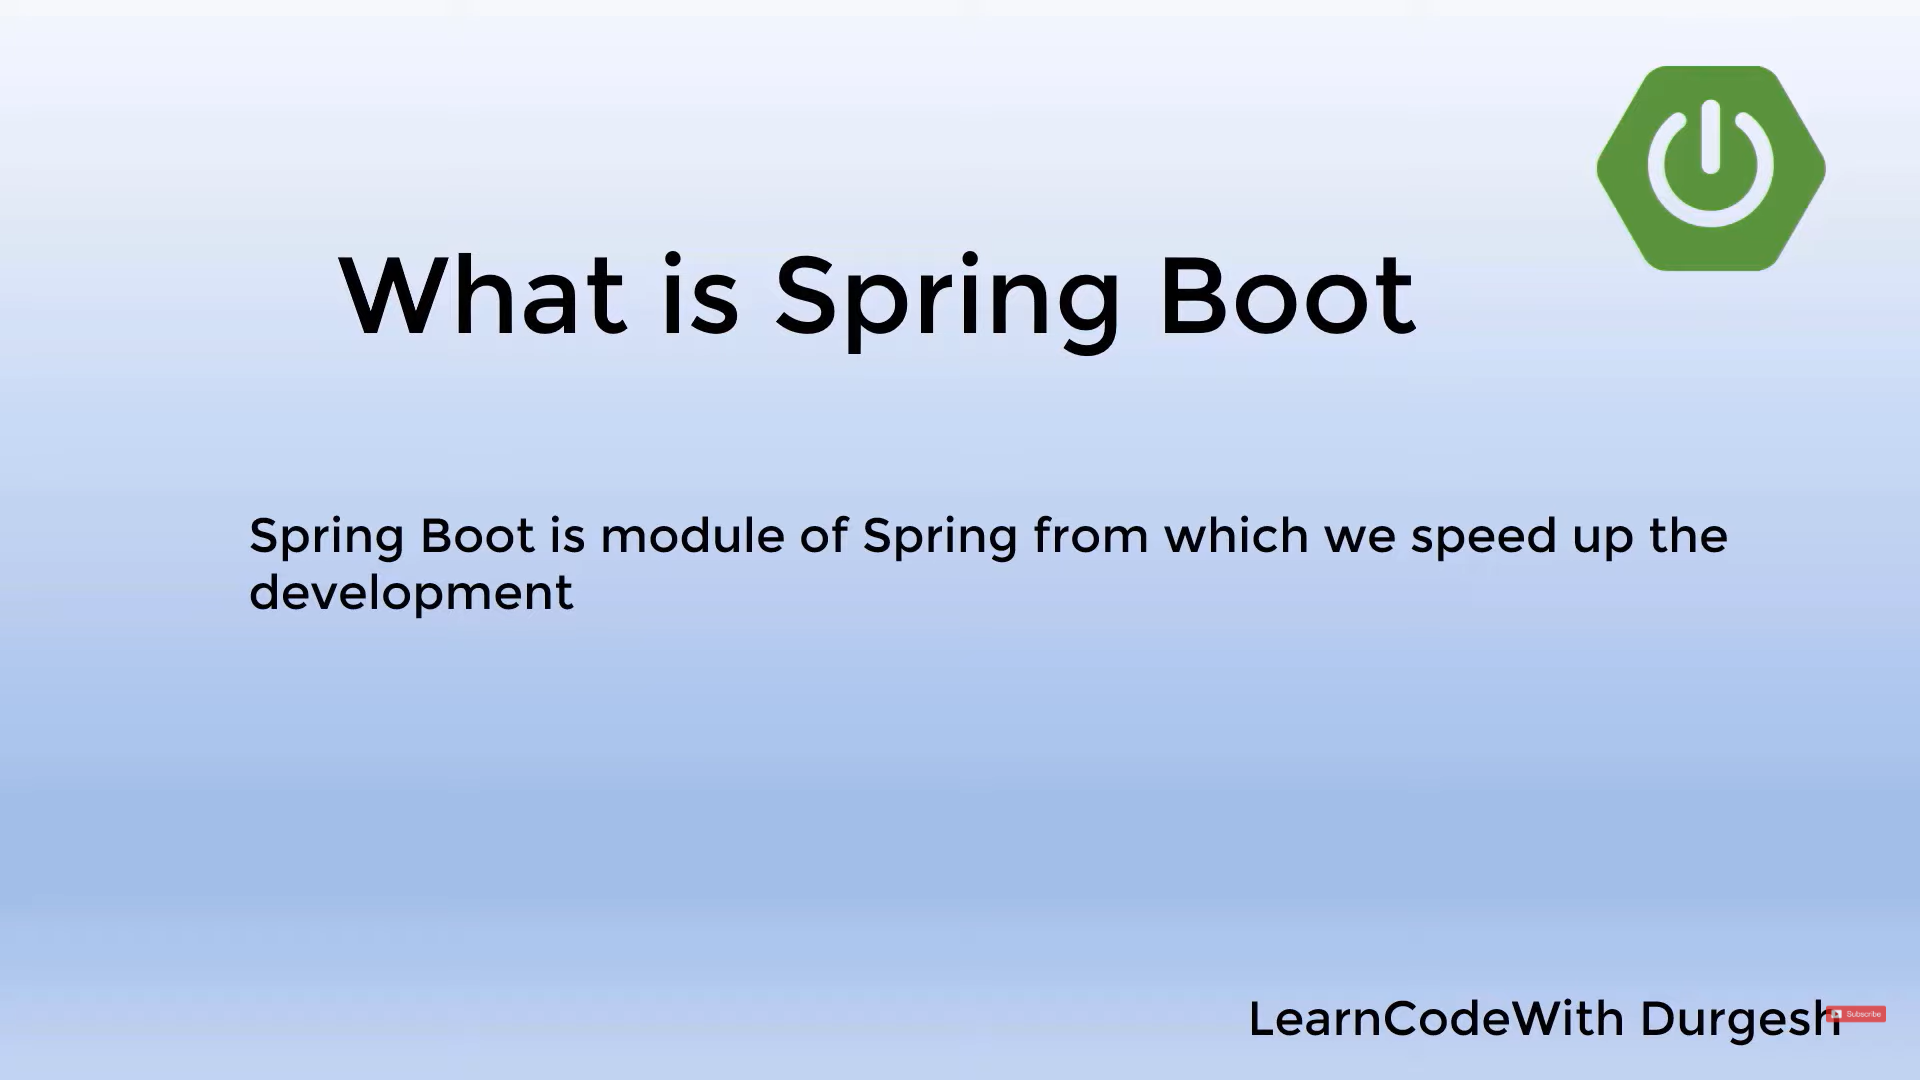 What is Spring Boot
Spring Boot is module of Spring from which we speed up the
development
LearnCodeWith Durgesh
Subscribe